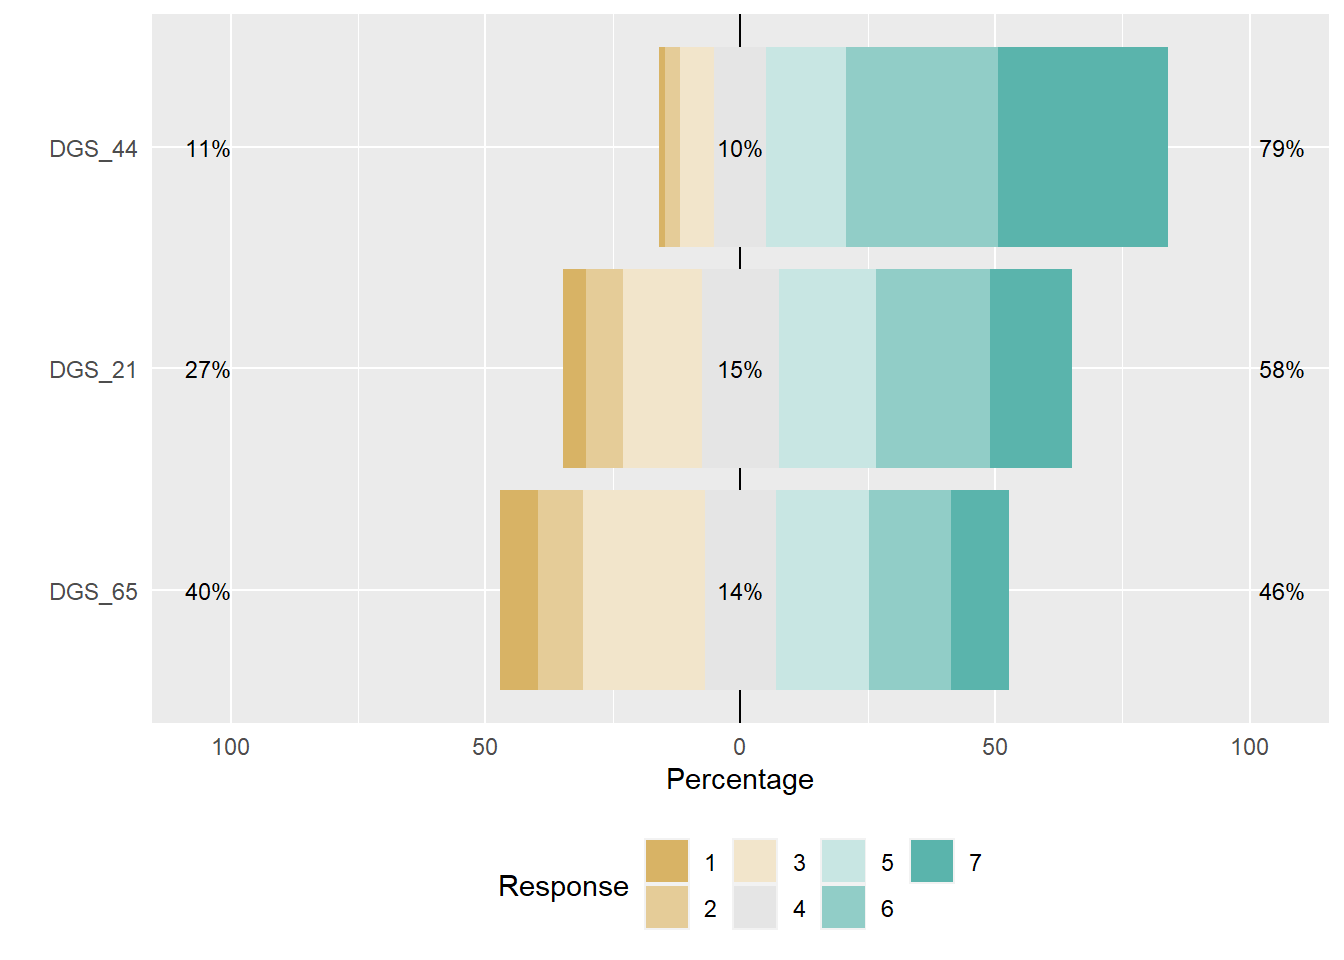 DGS_44 11% 10% 79%
DGS_21 27% 15% 58%
DGS_65 40% 14% 46%
100 50 0 50 100
Percentage
Response
1 3 5 7
2 4 6